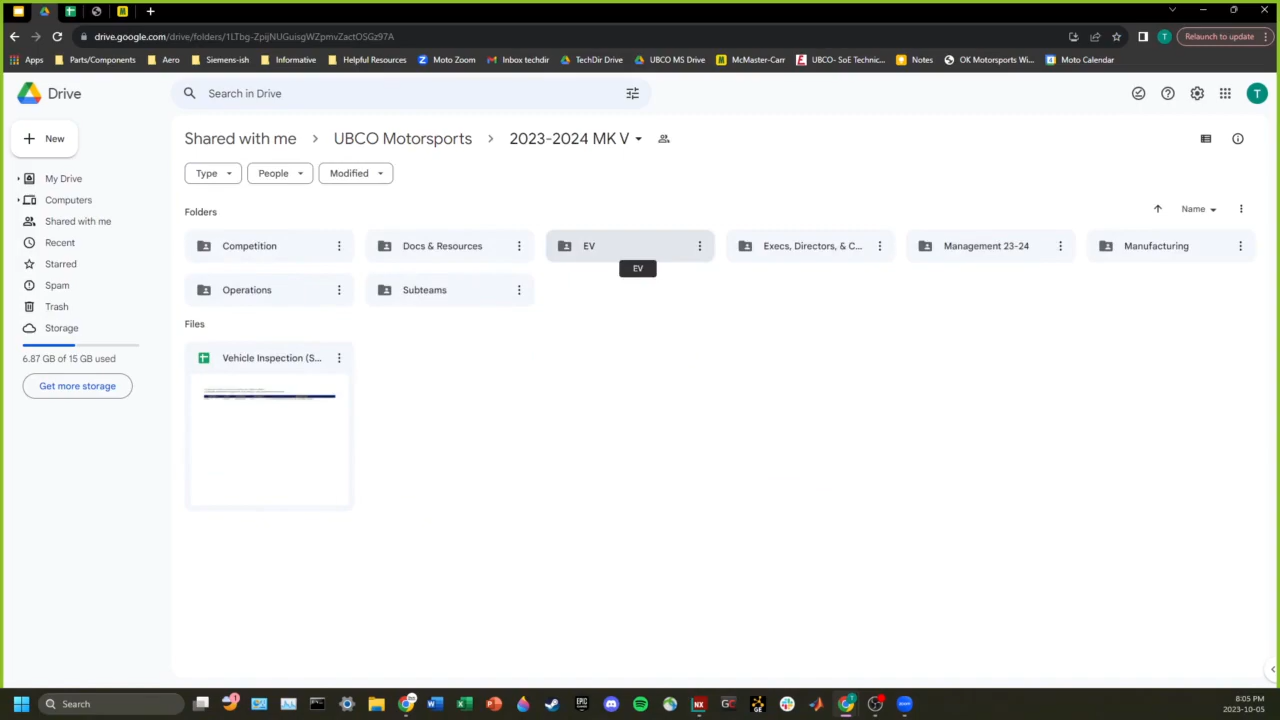 drive.google.com/drive/folders/1LTbg-ZpijNUGuisgWZpmvZactOSGz97A
T
Relaunch to update
Apps
Parts/Components
Aero
Siemens-ish
Informative
Helpful Resources
Moto Zoom
Inbox techdir
TechDir Drive
UBCO MS Drive
McMaster-Carr
UBCO- SoE Technic...
Notes
OK Motorsports Wi...
Moto Calendar
Drive
Search in Drive
T
New
Shared with me > UBCO Motorsports > 2023-2024 MK V
Type
People
Modified
My Drive
Computers
Shared with me
Recent
Starred
Spam
Trash
Storage
6.87 GB of 15 GB used
Get more storage
Folders
Name
Competition
Docs & Resources
EV
Execs, Directors, & C...
Management 23-24
Manufacturing
EV
Operations
Subteams
Files
Vehicle Inspection (S...
Search
8:05 PM
2023-10-05